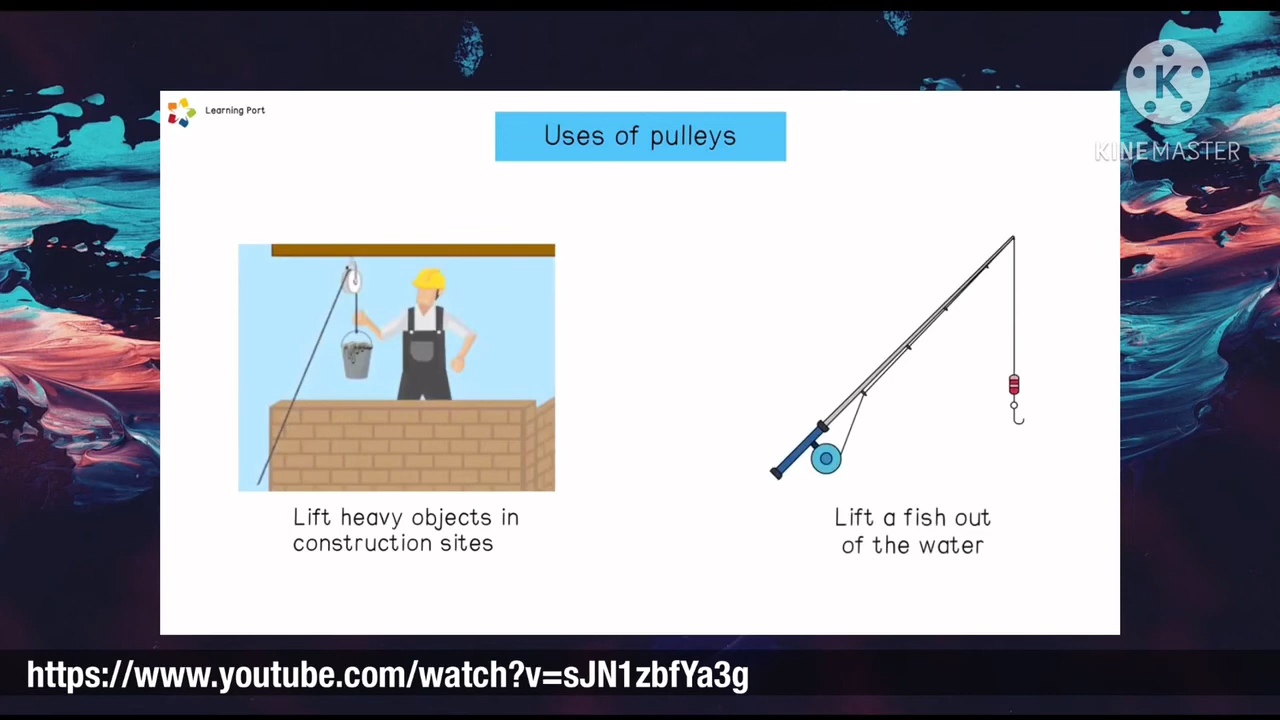 Learning Port
Uses of pulleys
K
KINEMASTER
Lift heavy objects in
construction sites
Lift a fish out
of the water
https://www.youtube.com/watch?v=sJN1zbfYa3g